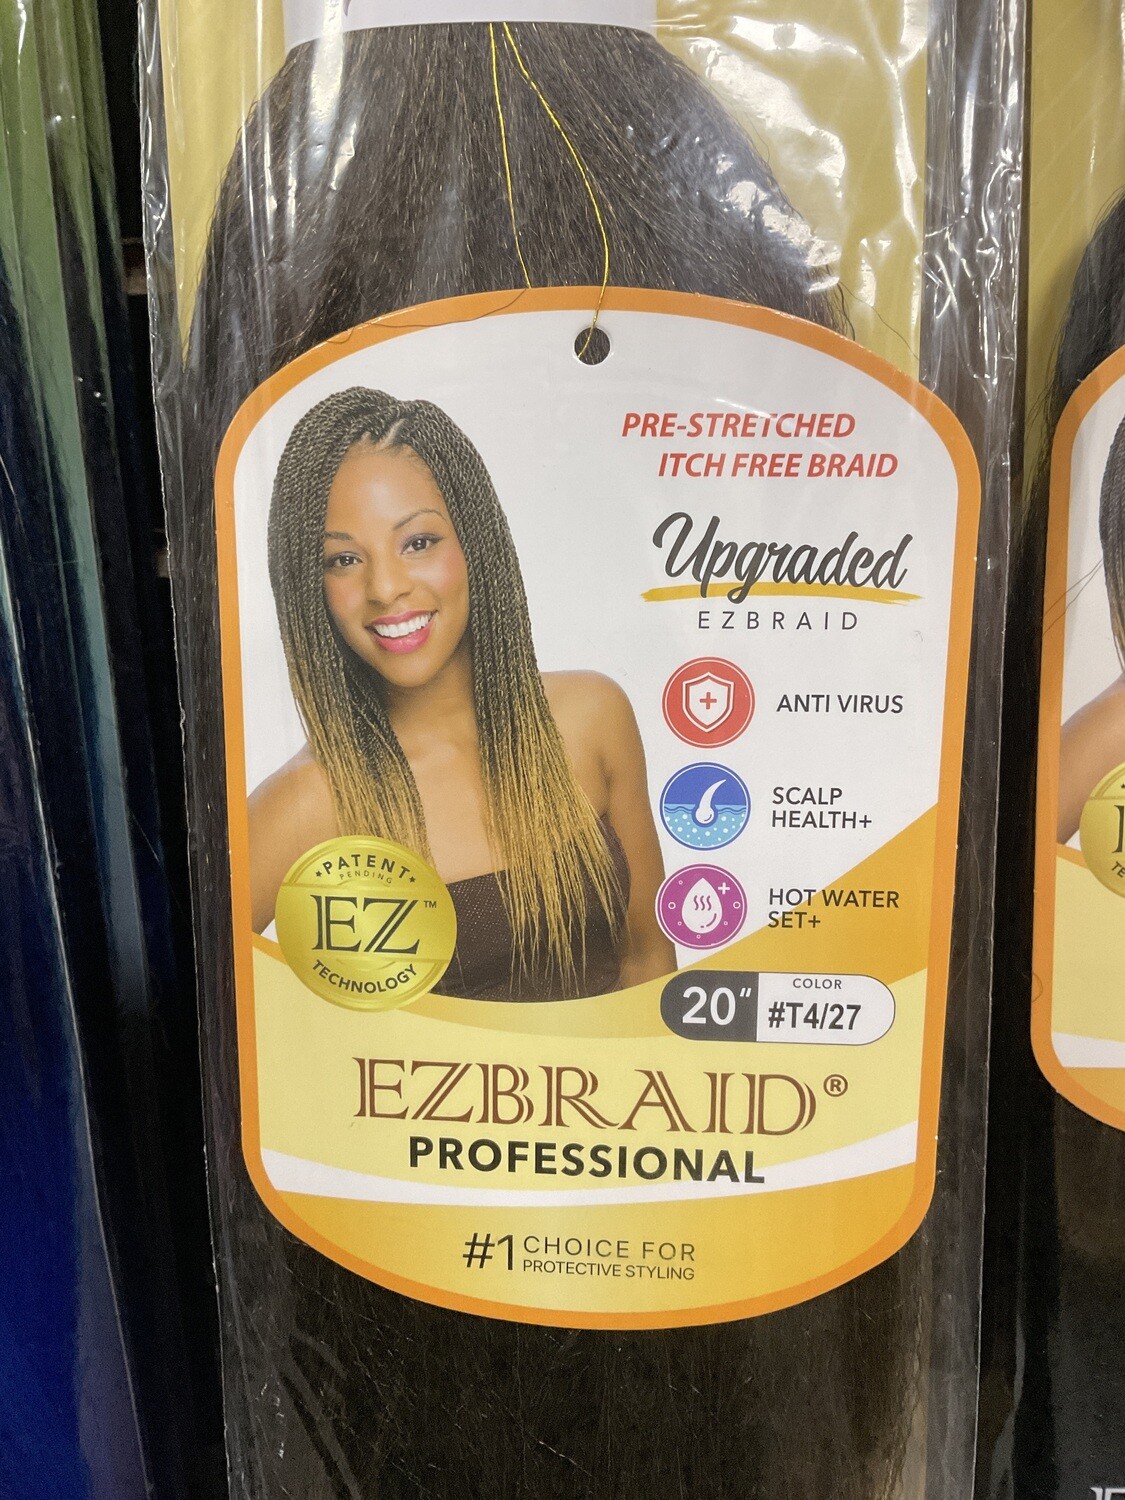 PRE-STRETCHED
ITCH FREE BRAID
Upgraded
EZBRAID
ANTI VIRUS
SCALP
HEALTH+
HOT WATER
SET+
★PATENT★
PENDING
EZ™
TECHNOLOGY
20"
COLOR
#T4/27
EZBRAID®
PROFESSIONAL
#1 CHOICE FOR
PROTECTIVE STYLING